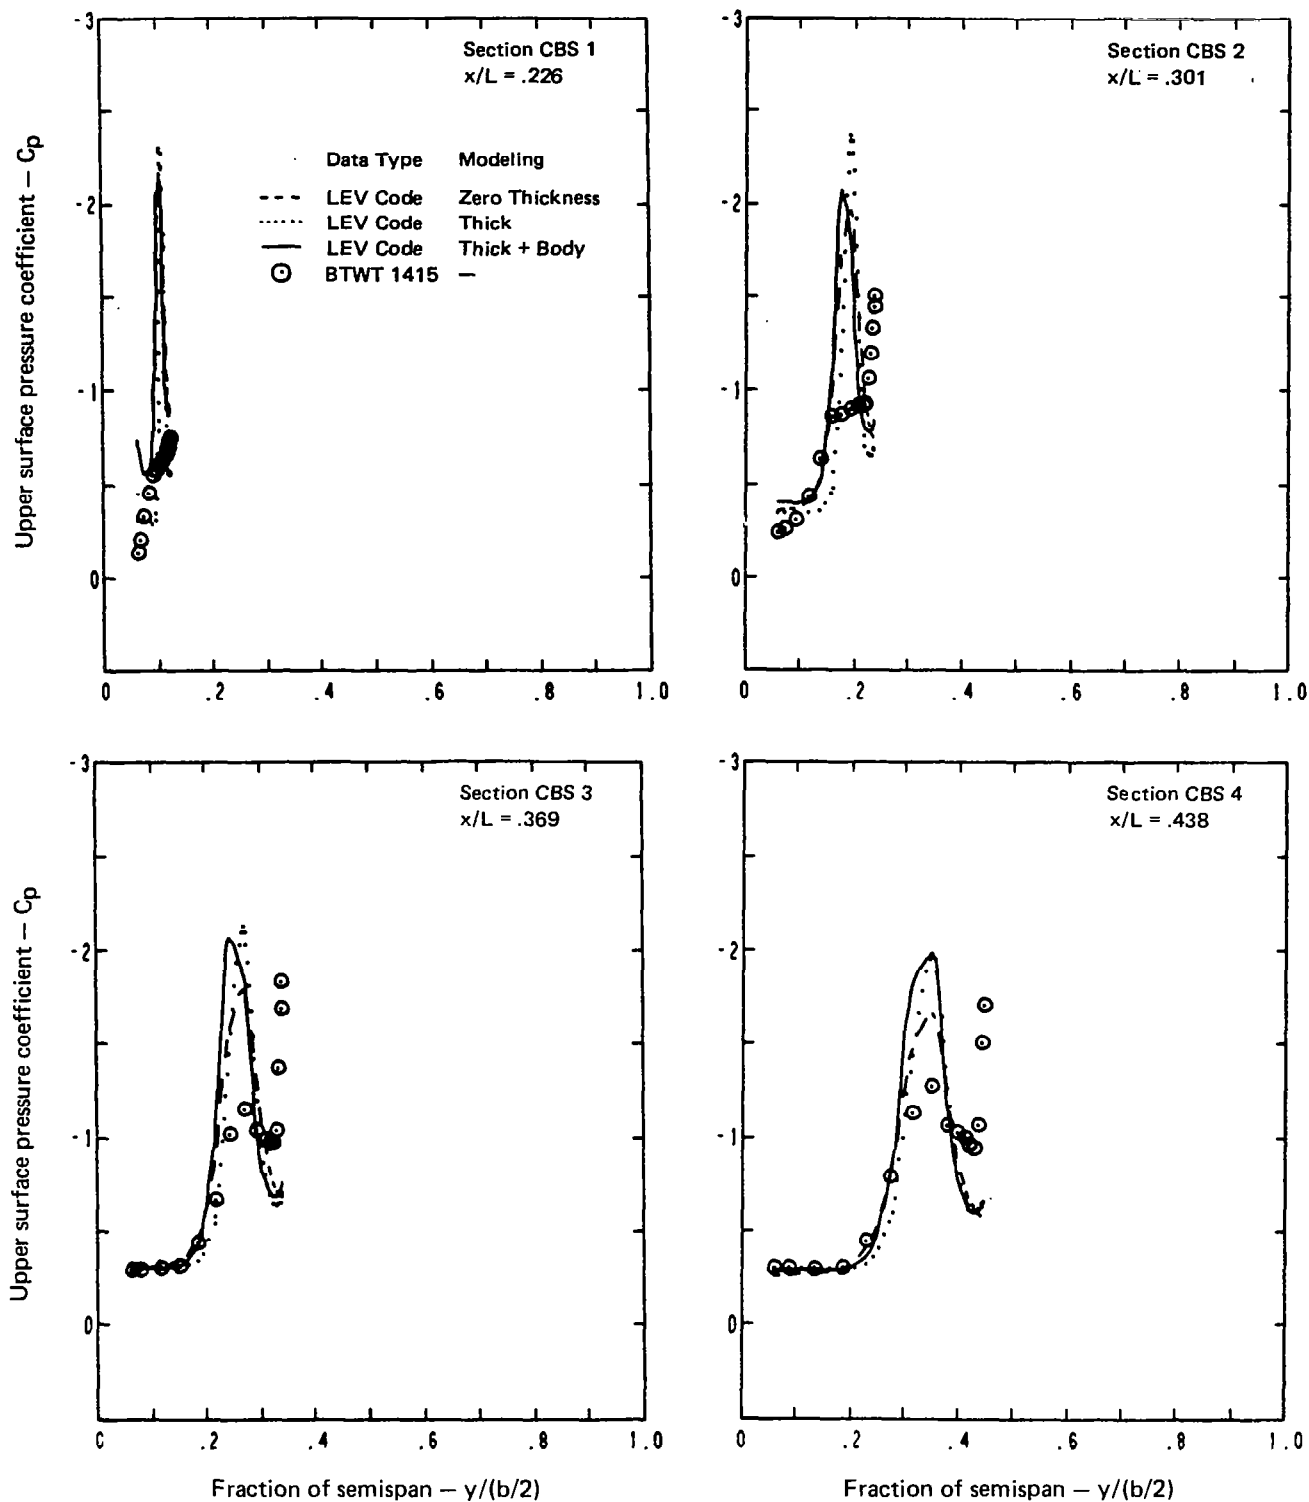 Section CBS 1
x/L = .226
Data Type Modeling
--- LEV Code Zero Thickness
...... LEV Code Thick
— LEV Code Thick + Body
⊙ BTWT 1415 —
Upper surface pressure coefficient — Cp
-3
-2
-1
0
0 .2 .4 .6 .8 1.0
Section CBS 2
x/L = .301
-3
-2
-1
0
0 .2 .4 .6 .8 1.0
Section CBS 3
x/L = .369
Upper surface pressure coefficient — Cp
-3
-2
-1
0
0 .2 .4 .6 .8 1.0
Fraction of semispan — y/(b/2)
Section CBS 4
x/L = .438
-3
-2
-1
0
0 .2 .4 .6 .8 1.0
Fraction of semispan — y/(b/2)